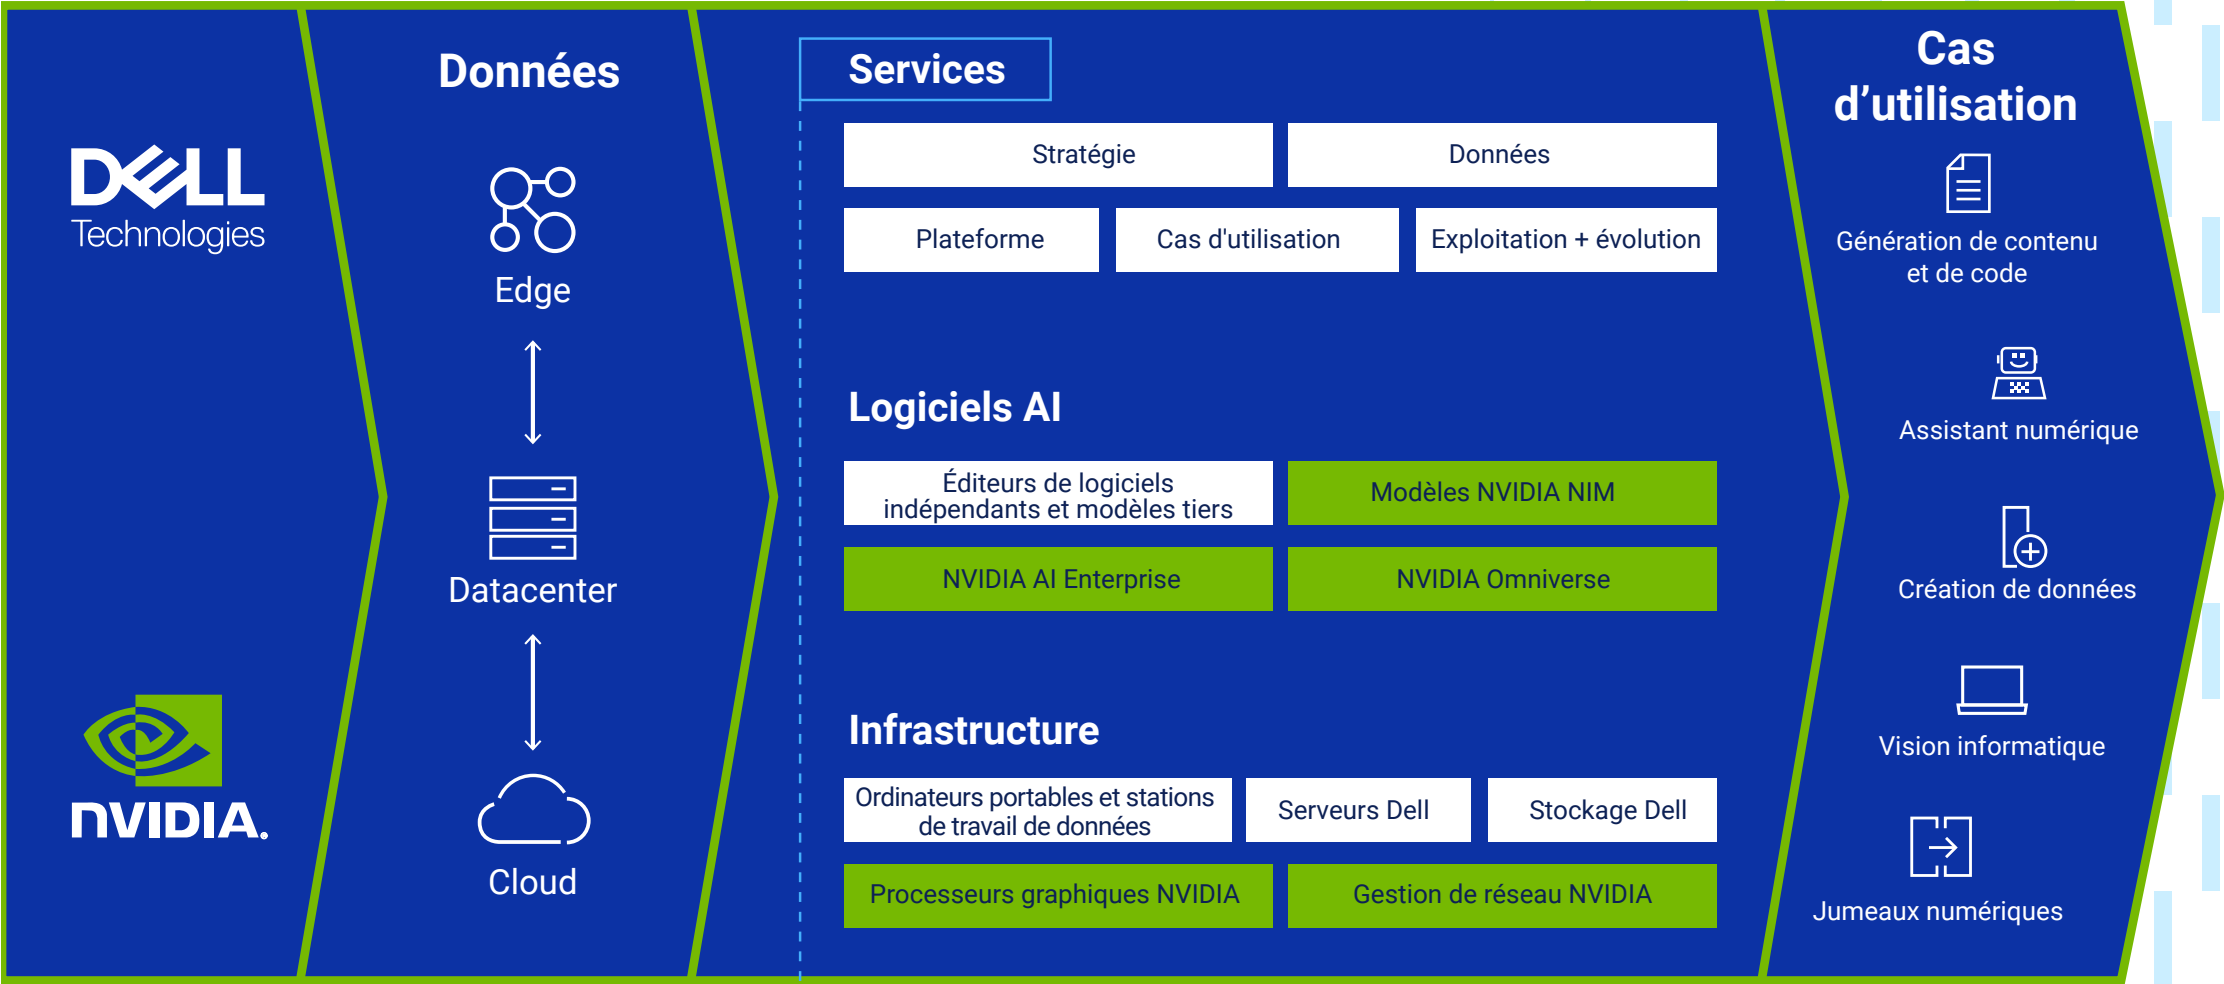 DELL
Technologies
NVIDIA.
Données
Edge
Datacenter
Cloud
Services
Stratégie
Données
Plateforme
Cas d'utilisation
Exploitation + évolution
Logiciels AI
Éditeurs de logiciels
indépendants et modèles tiers
Modèles NVIDIA NIM
NVIDIA AI Enterprise
NVIDIA Omniverse
Infrastructure
Ordinateurs portables et stations
de travail de données
Serveurs Dell
Stockage Dell
Processeurs graphiques NVIDIA
Gestion de réseau NVIDIA
Cas
d’utilisation
Génération de contenu
et de code
Assistant numérique
Création de données
Vision informatique
Jumeaux numériques